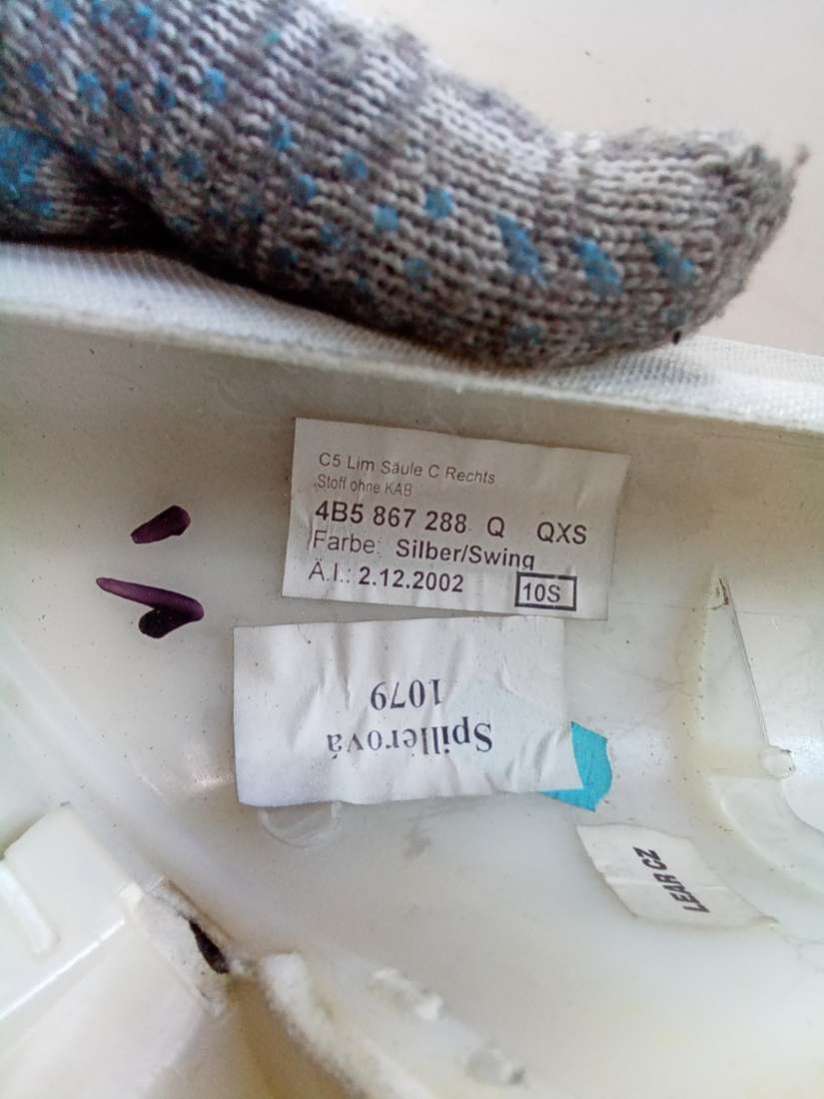 C5 Lim Säule C Rechts
Stoff ohne KAB
4B5 867 288 Q QXS
Farbe: Silber/Swing
Ä.I.: 2.12.2002 10S
Spillerová
1079
LEAR CZ